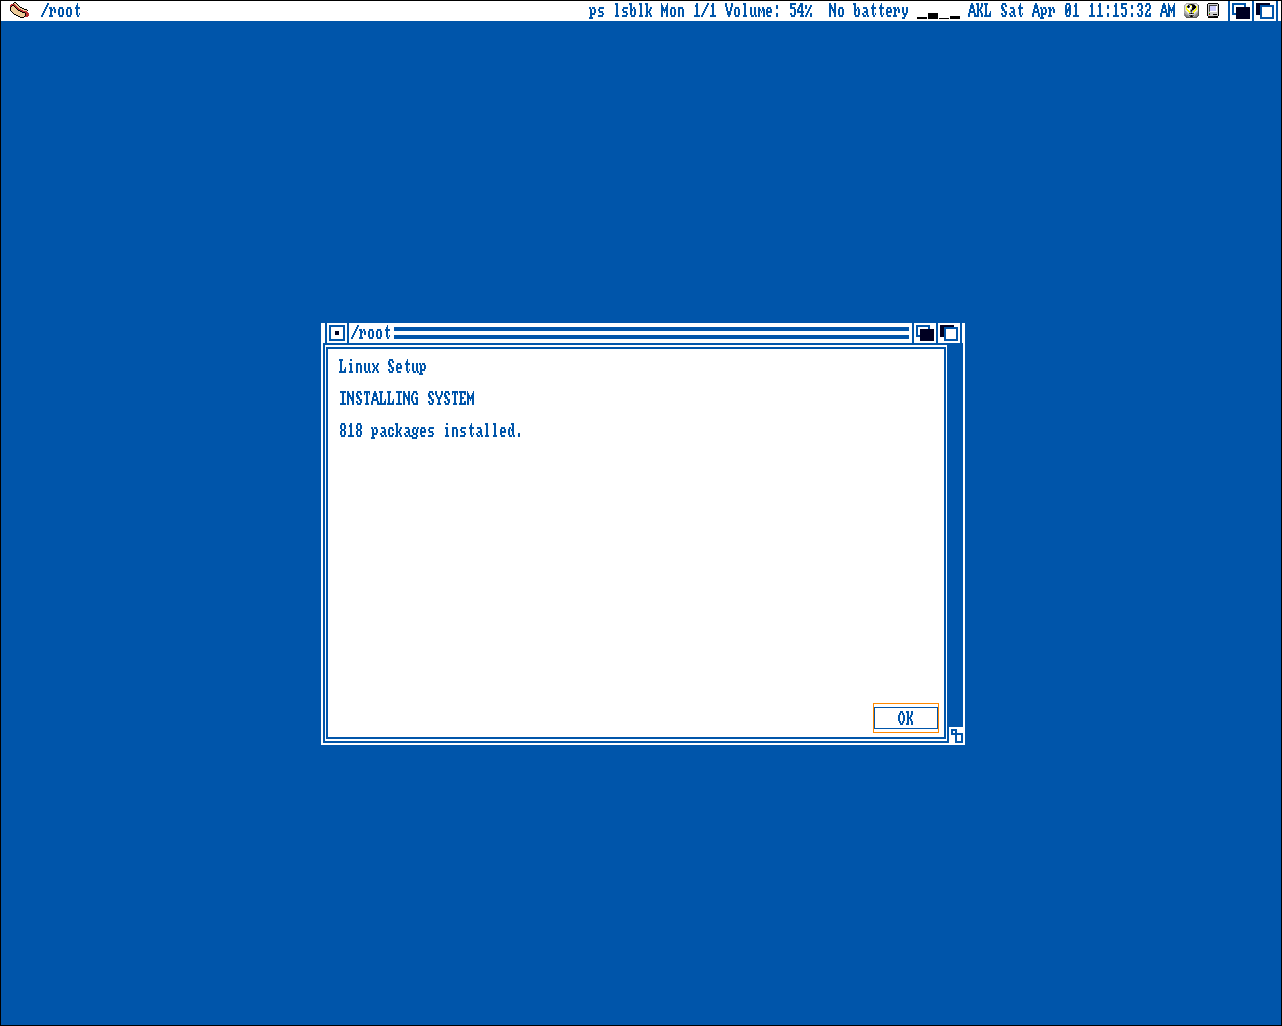 /root ps lsblk Mon 1/1 Volume: 54% No battery AKL Sat Apr 01 11:15:32 AM
/root
Linux Setup
INSTALLING SYSTEM
818 packages installed.
OK